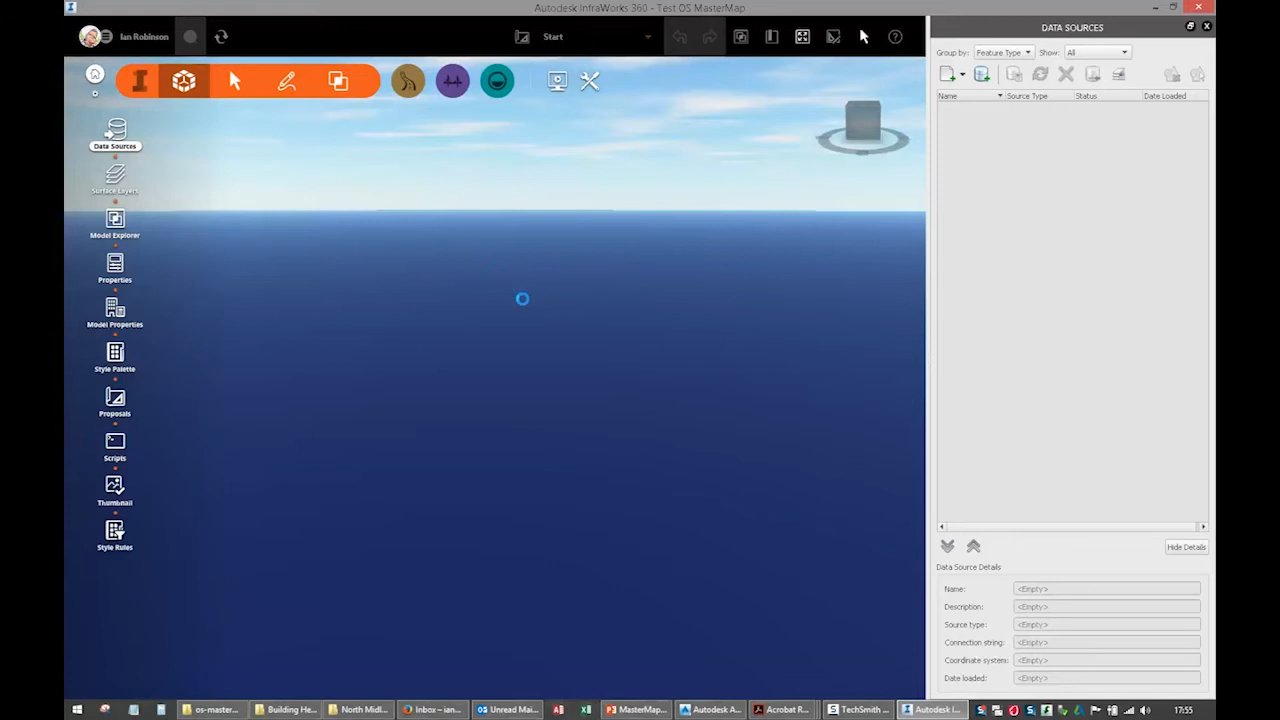 Autodesk InfraWorks 360 - Test OS MasterMap
Ian Robinson
Start
DATA SOURCES
Group by: Feature Type Show: All
Name Source Type Status Date Loaded
Data Sources
Surface Layers
Model Explorer
Properties
Model Properties
Style Palette
Proposals
Scripts
Thumbnail
Style Rules
Hide Details
Data Source Details
Name: <Empty>
Description: <Empty>
Source type: <Empty>
Connection string: <Empty>
Coordinate system: <Empty>
Date loaded: <Empty>
os-master... Building He... North Midl... Inbox – ian... Unread Mai... MasterMap... Autodesk A... Acrobat R... TechSmith ... Autodesk I... 17:55